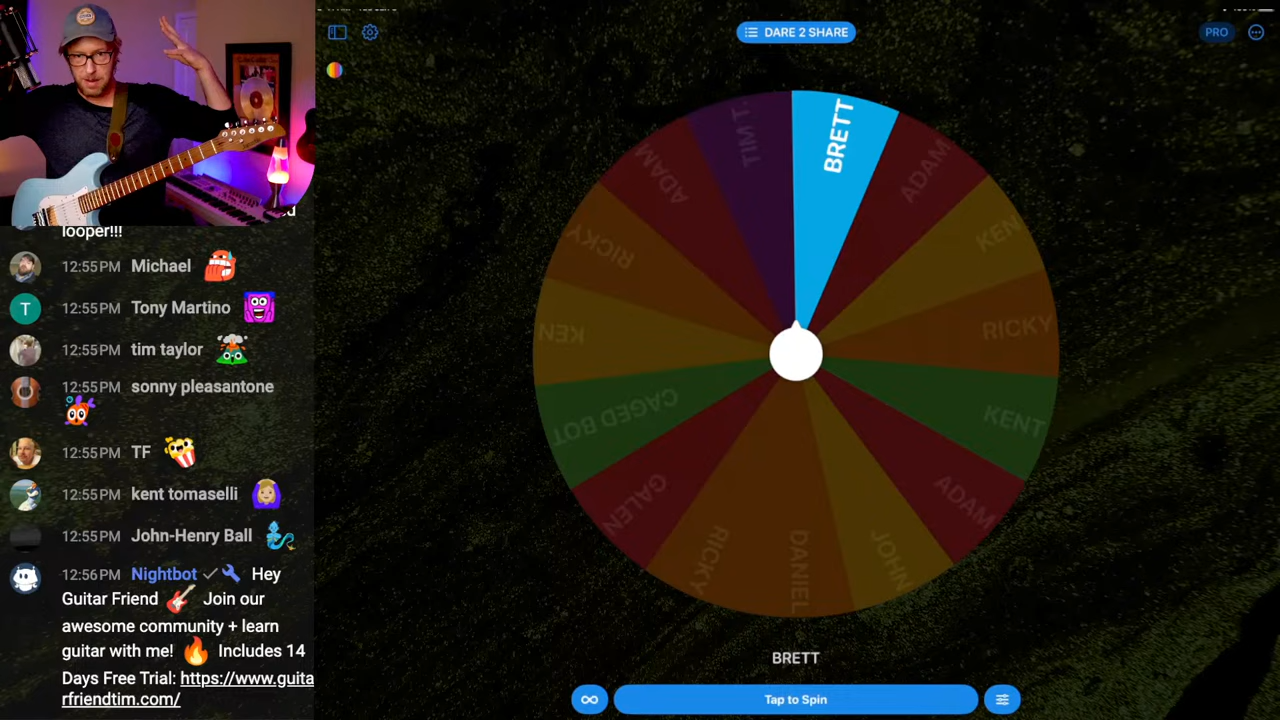 looper!!!
12:55PM Michael
T 12:55PM Tony Martino
12:55PM tim taylor
12:55PM sonny pleasantone
12:55PM TF
12:55PM kent tomaselli
12:55PM John-Henry Ball
12:56PM Nightbot Hey
Guitar Friend Join our
awesome community + learn
guitar with me! Includes 14
Days Free Trial: https://www.guita
rfriendtim.com/
DARE 2 SHARE
PRO
BRETT
ADAM
KEN
RICKY
KENT
ADAM
JOHN
DANIEL
RICKY
GALEN
CAGED BOT
KEN
RICKY
ADAM
TIM T.
BRETT
Tap to Spin